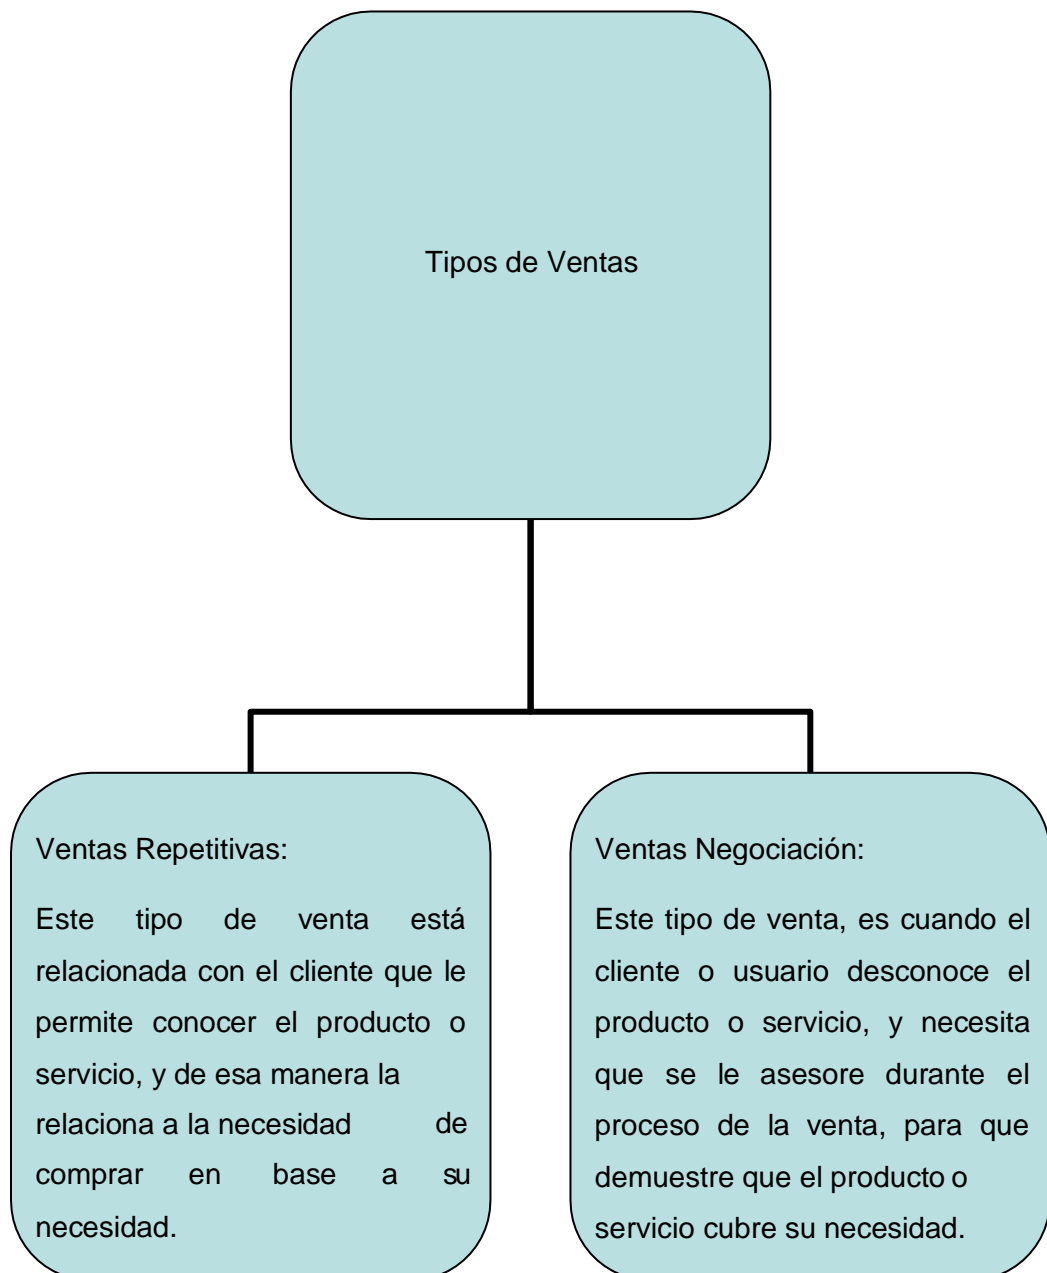 Tipos de Ventas
Ventas Repetitivas:
Este tipo de venta está
relacionada con el cliente que le
permite conocer el producto o
servicio, y de esa manera la
relaciona a la necesidad de
comprar en base a su
necesidad.
Ventas Negociación:
Este tipo de venta, es cuando el
cliente o usuario desconoce el
producto o servicio, y necesita
que se le asesore durante el
proceso de la venta, para que
demuestre que el producto o
servicio cubre su necesidad.